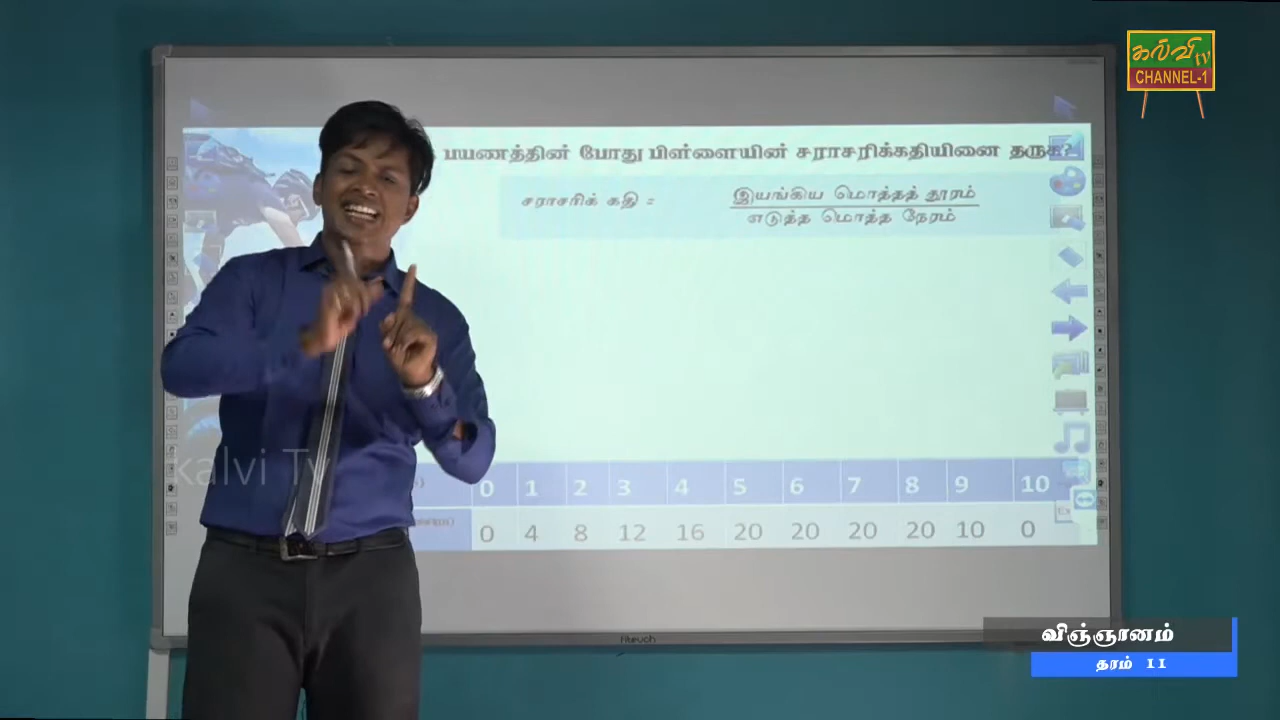 கல்வி tv
CHANNEL-1
பயணத்தின் போது பிள்ளையின் சராசரிக்கதியினை தருக?
சராசரிக் கதி =
இயங்கிய மொத்தத் தூரம்
எடுத்த மொத்த நேரம்
kalvi Tv
0 1 2 3 4 5 6 7 8 9 10
0 4 8 12 16 20 20 20 20 10 0
விஞ்ஞானம்
தரம் 11